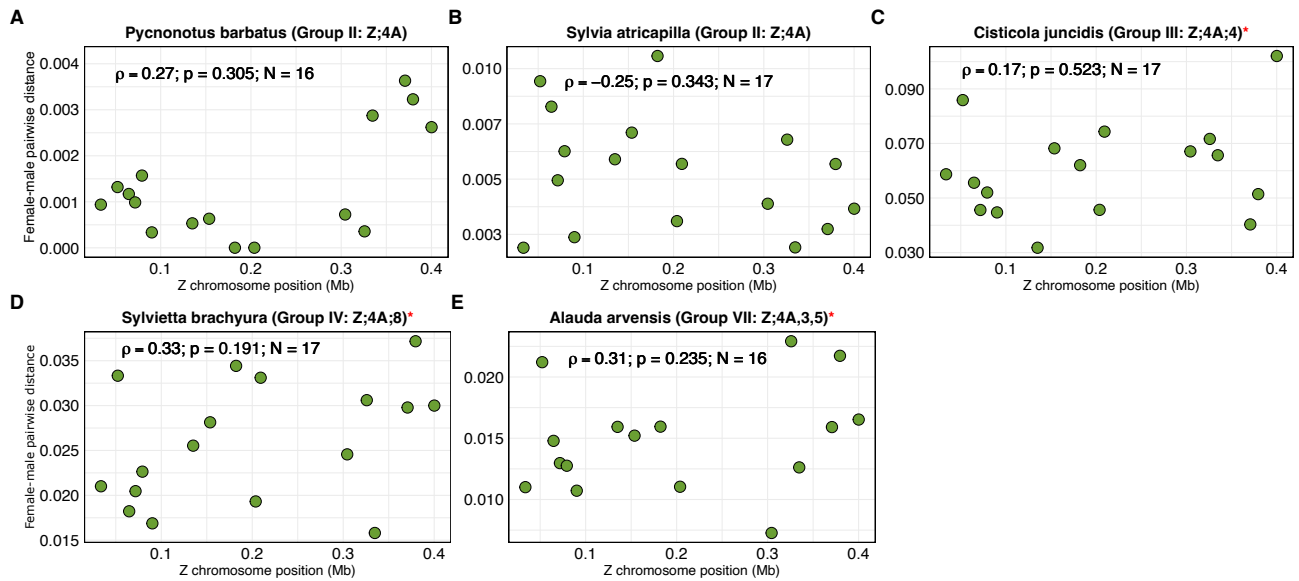 A
Pycnonotus barbatus (Group II: Z;4A)
ρ = 0.27; p = 0.305; N = 16
Female-male pairwise distance
0.004
0.003
0.002
0.001
0.000
0.1 0.2 0.3 0.4
Z chromosome position (Mb)
B
Sylvia atricapilla (Group II: Z;4A)
ρ = −0.25; p = 0.343; N = 17
0.010
0.007
0.005
0.003
0.1 0.2 0.3 0.4
Z chromosome position (Mb)
C
Cisticola juncidis (Group III: Z;4A;4)*
ρ = 0.17; p = 0.523; N = 17
0.090
0.070
0.050
0.030
0.1 0.2 0.3 0.4
Z chromosome position (Mb)
D
Sylvietta brachyura (Group IV: Z;4A;8)*
ρ = 0.33; p = 0.191; N = 17
Female-male pairwise distance
0.035
0.030
0.025
0.020
0.015
0.1 0.2 0.3 0.4
Z chromosome position (Mb)
E
Alauda arvensis (Group VII: Z;4A,3,5)*
ρ = 0.31; p = 0.235; N = 16
0.020
0.015
0.010
0.1 0.2 0.3 0.4
Z chromosome position (Mb)